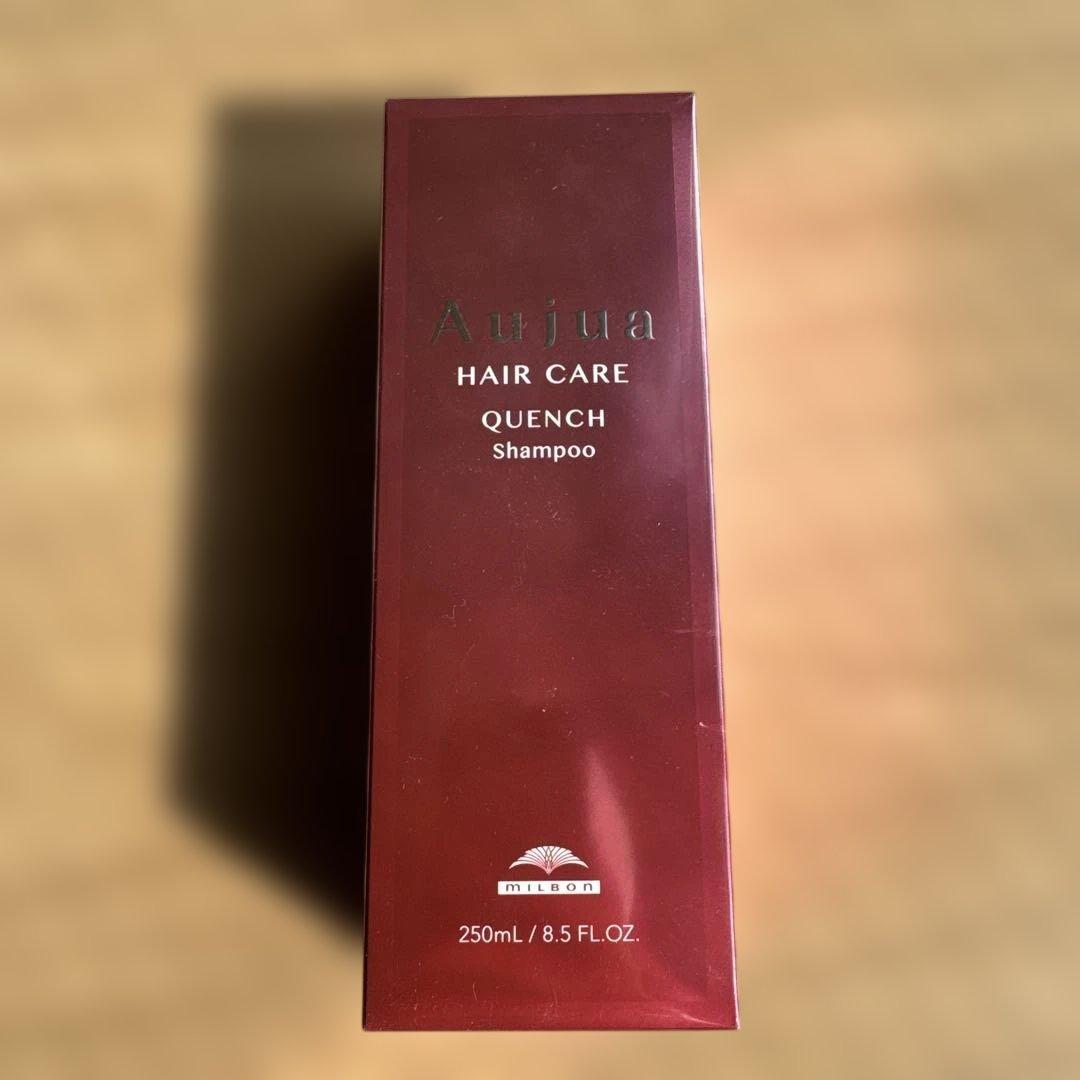 Aujua
HAIR CARE
QUENCH
Shampoo
MILBON
250mL / 8.5 FL.OZ.